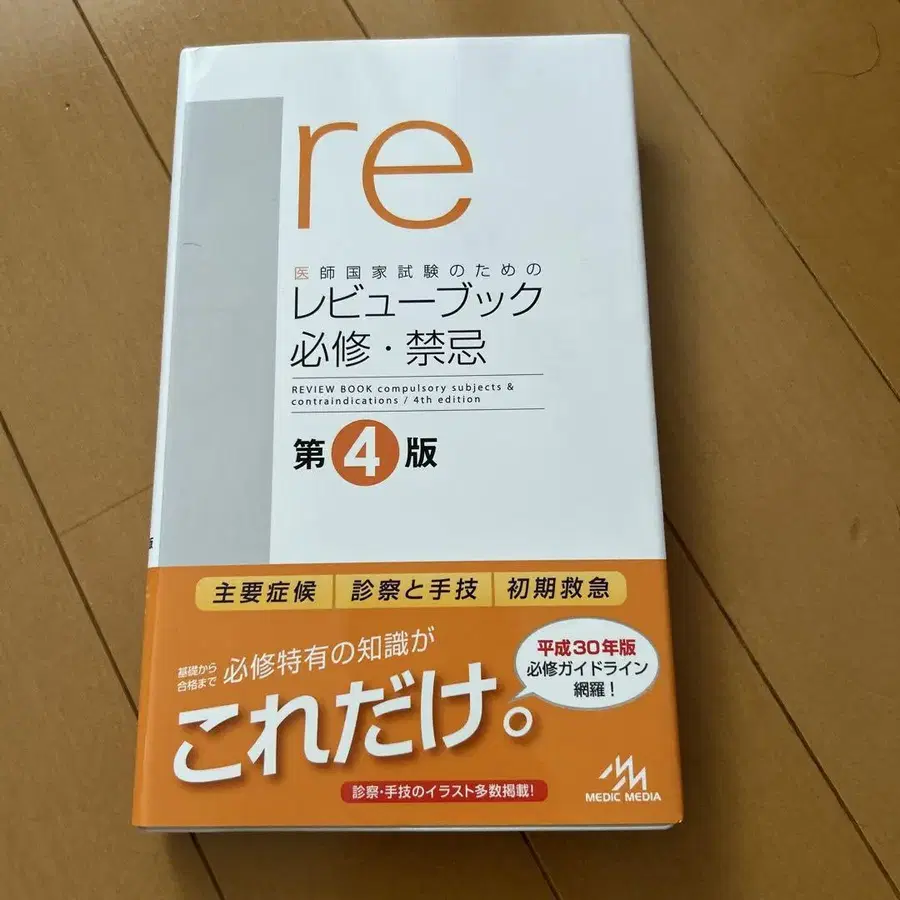 re
医師国家試験のための
レビューブック
必修・禁忌
REVIEW BOOK compulsory subjects &
contraindications / 4th edition
第4版
版
主要症候 診察と手技 初期救急
基礎から
合格まで
必修特有の知識が
これだけ。
平成30年版
必修ガイドライン
網羅!
診察・手技のイラスト多数掲載!
MEDIC MEDIA